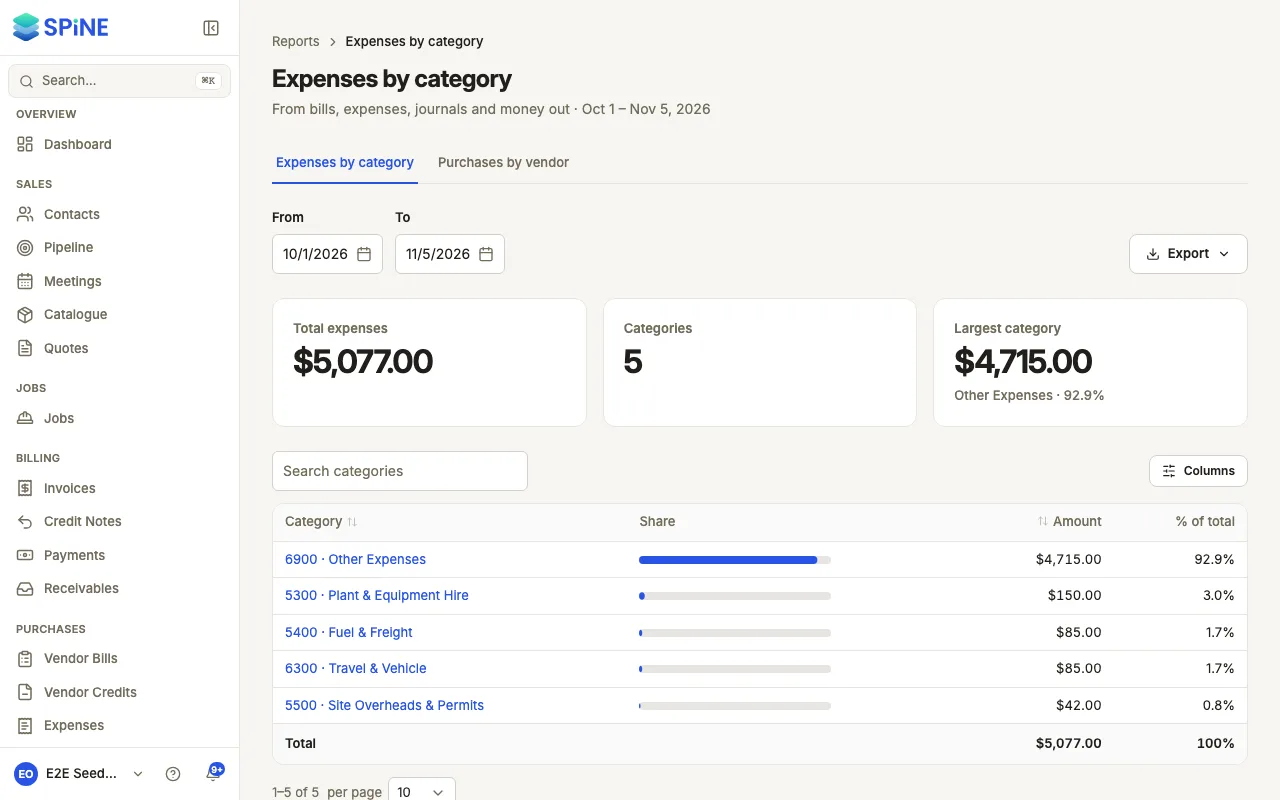 SPiNE
Search... ⌘K
OVERVIEW
Dashboard
SALES
Contacts
Pipeline
Meetings
Catalogue
Quotes
JOBS
Jobs
BILLING
Invoices
Credit Notes
Payments
Receivables
PURCHASES
Vendor Bills
Vendor Credits
Expenses
EO E2E Seed... 9+
Reports > Expenses by category
Expenses by category
From bills, expenses, journals and money out · Oct 1 – Nov 5, 2026
Expenses by category Purchases by vendor
From To
10/1/2026 11/5/2026 Export
Total expenses
$5,077.00
Categories
5
Largest category
$4,715.00
Other Expenses · 92.9%
Search categories Columns
Category Share Amount % of total
6900 · Other Expenses $4,715.00 92.9%
5300 · Plant & Equipment Hire $150.00 3.0%
5400 · Fuel & Freight $85.00 1.7%
6300 · Travel & Vehicle $85.00 1.7%
5500 · Site Overheads & Permits $42.00 0.8%
Total $5,077.00 100%
1–5 of 5 per page 10